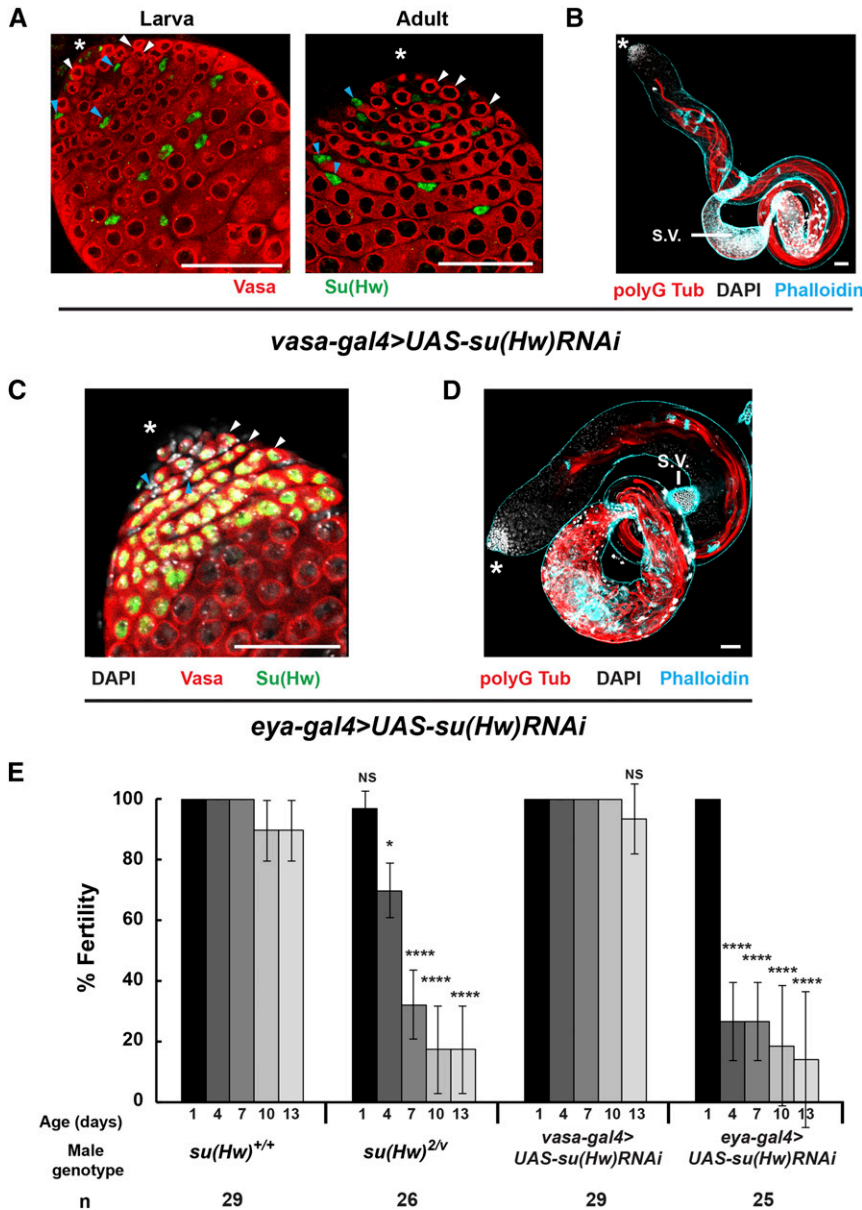 A
Larva
Adult
*
*
Vasa
Su(Hw)
B
*
S.V.
polyG Tub DAPI Phalloidin
vasa-gal4>UAS-su(Hw)RNAi
C
*
DAPI Vasa Su(Hw)
D
S.V.
*
polyG Tub DAPI Phalloidin
eya-gal4>UAS-su(Hw)RNAi
E
% Fertility
100
80
60
40
20
0
NS
*
****
****
****
NS
****
****
****
****
Age (days) 1 4 7 10 13 1 4 7 10 13 1 4 7 10 13 1 4 7 10 13
Male genotype
su(Hw)+/+
su(Hw)2/v
vasa-gal4>
UAS-su(Hw)RNAi
eya-gal4>
UAS-su(Hw)RNAi
n 29 26 29 25